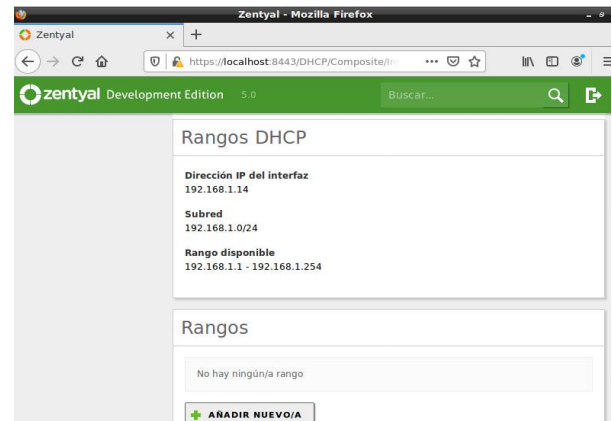 Zentyal - Mozilla Firefox
Zentyal
https://localhost:8443/DHCP/Composite/In
zentyal Development Edition 5.0
Buscar...
Rangos DHCP
Dirección IP del interfaz
192.168.1.14
Subred
192.168.1.0/24
Rango disponible
192.168.1.1 - 192.168.1.254
Rangos
No hay ningún/a rango
AÑADIR NUEVO/A